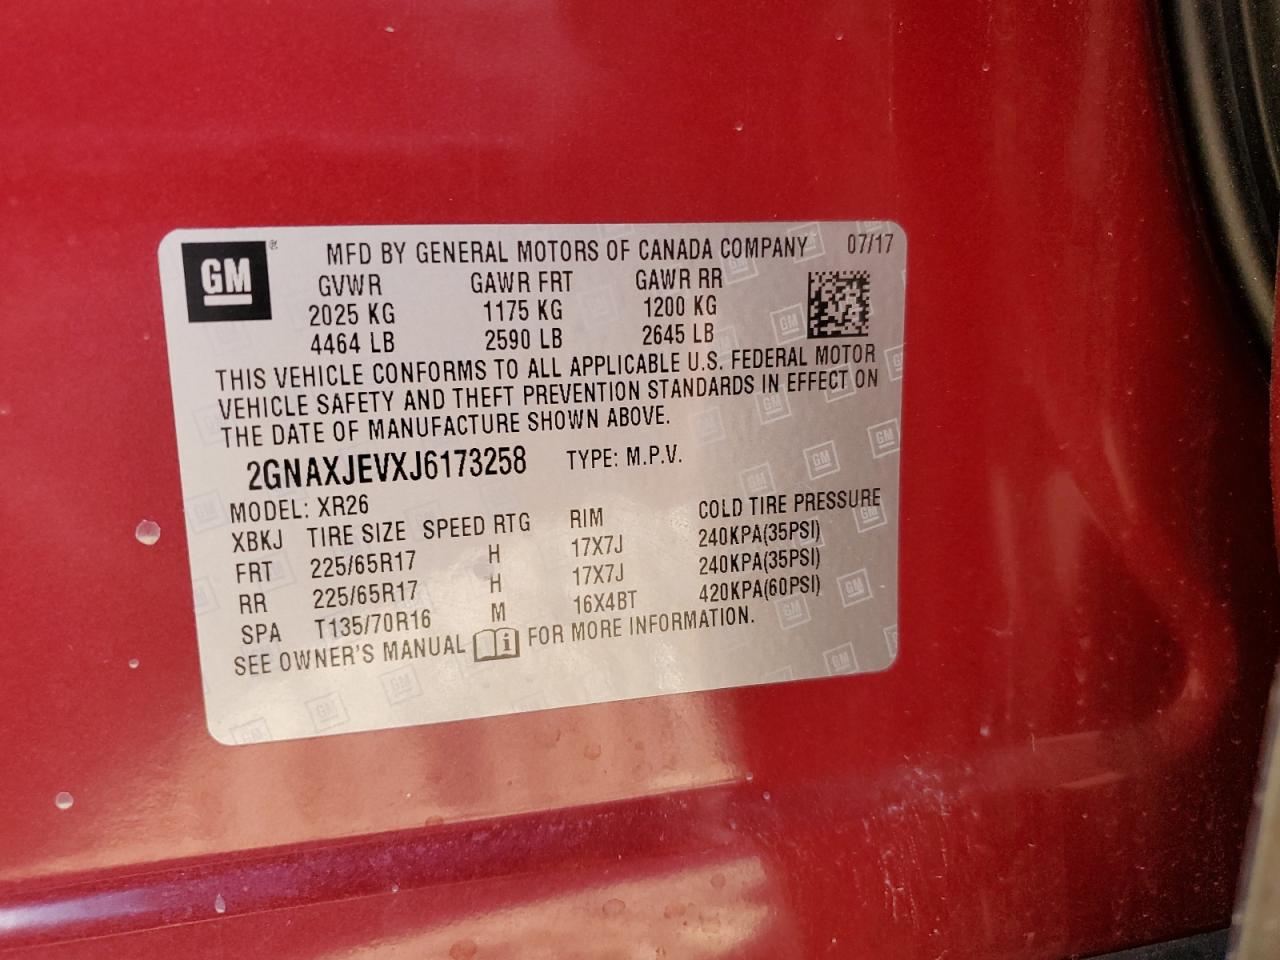 GM® MFD BY GENERAL MOTORS OF CANADA COMPANY 07/17
GVWR GAWR FRT GAWR RR
2025 KG 1175 KG 1200 KG
4464 LB 2590 LB 2645 LB
THIS VEHICLE CONFORMS TO ALL APPLICABLE U.S. FEDERAL MOTOR
VEHICLE SAFETY AND THEFT PREVENTION STANDARDS IN EFFECT ON
THE DATE OF MANUFACTURE SHOWN ABOVE.
2GNAXJEVXJ6173258 TYPE: M.P.V.
MODEL: XR26
XBKJ TIRE SIZE SPEED RTG RIM COLD TIRE PRESSURE
FRT 225/65R17 H 17X7J 240KPA(35PSI)
RR 225/65R17 H 17X7J 240KPA(35PSI)
SPA T135/70R16 M 16X4BT 420KPA(60PSI)
SEE OWNER'S MANUAL i FOR MORE INFORMATION.